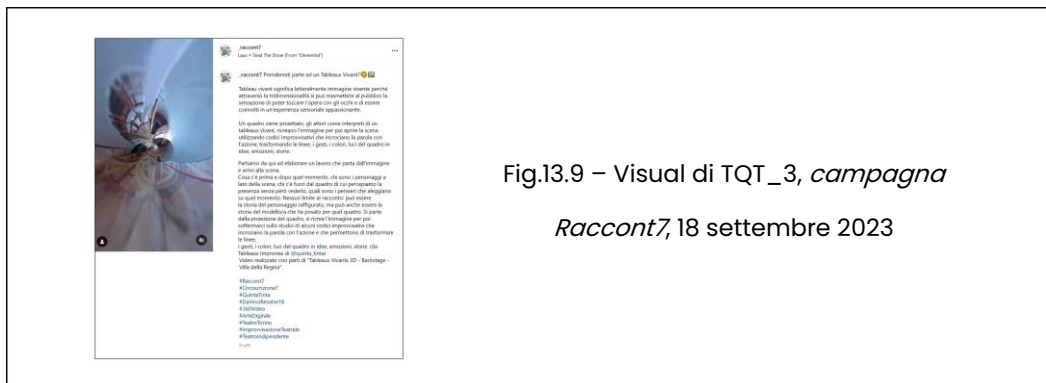 _raccont7
Lauv • Steal The Show (From "Elemental")
_raccont7 Prenderesti parte ad un Tableaux Vivant?
Tableau vivant significa letteralmente immagine vivente perché
attraverso la tridimensionalità si può trasmettere al pubblico la
sensazione di poter toccare l'opera con gli occhi e di essere
coinvolti in un'esperienza sensoriale appassionante.
Un quadro viene proiettato, gli attori come interpreti di un
tableaux vivant, ricreano l'immagine per poi aprire la scena
utilizzando codici improvvisativi che incrociano la parola con
l'azione, trasformando le linee, i gesti, i colori, luci del quadro in
idee, emozioni, storie.
Partiamo da qui ad elaborare un lavoro che parta dall'immagine
e arrivi alla scena.
Cosa c'è prima e dopo quel momento, chi sono i personaggi a
lato della scena, chi c'è fuori dal quadro di cui percepiamo la
presenza senza però vederlo, quali sono i pensieri che aleggiano
su quel momento. Nessun limite al racconto: può essere
la storia del personaggio raffigurato, ma può anche essere la
storia del modello/a che ha posato per quel quadro. Si parte
dalla proiezione del quadro, si ricrea l'immagine per poi
soffermarci sullo studio di alcuni codici improvvisativi che
incrociano la parola con l'azione e che permettono di trasformare
le linee,
i gesti, i colori, luci del quadro in idee, emozioni, storie. (da
Tableaux Improvise di @quinta_tinta)
Video realizzato con parti di "Tableaux Vivants 3D - Backstage -
Villa della Regina".
#Raccont7
#Circoscrizione7
#QuintaTinta
#DaVinciResolve18
#360Video
#ArteDigitale
#TeatroTorino
#ImprovvisazioneTeatrale
#TeatroIndipendente
Fig.13.9 – Visual di TQT_3, campagna
Raccont7, 18 settembre 2023